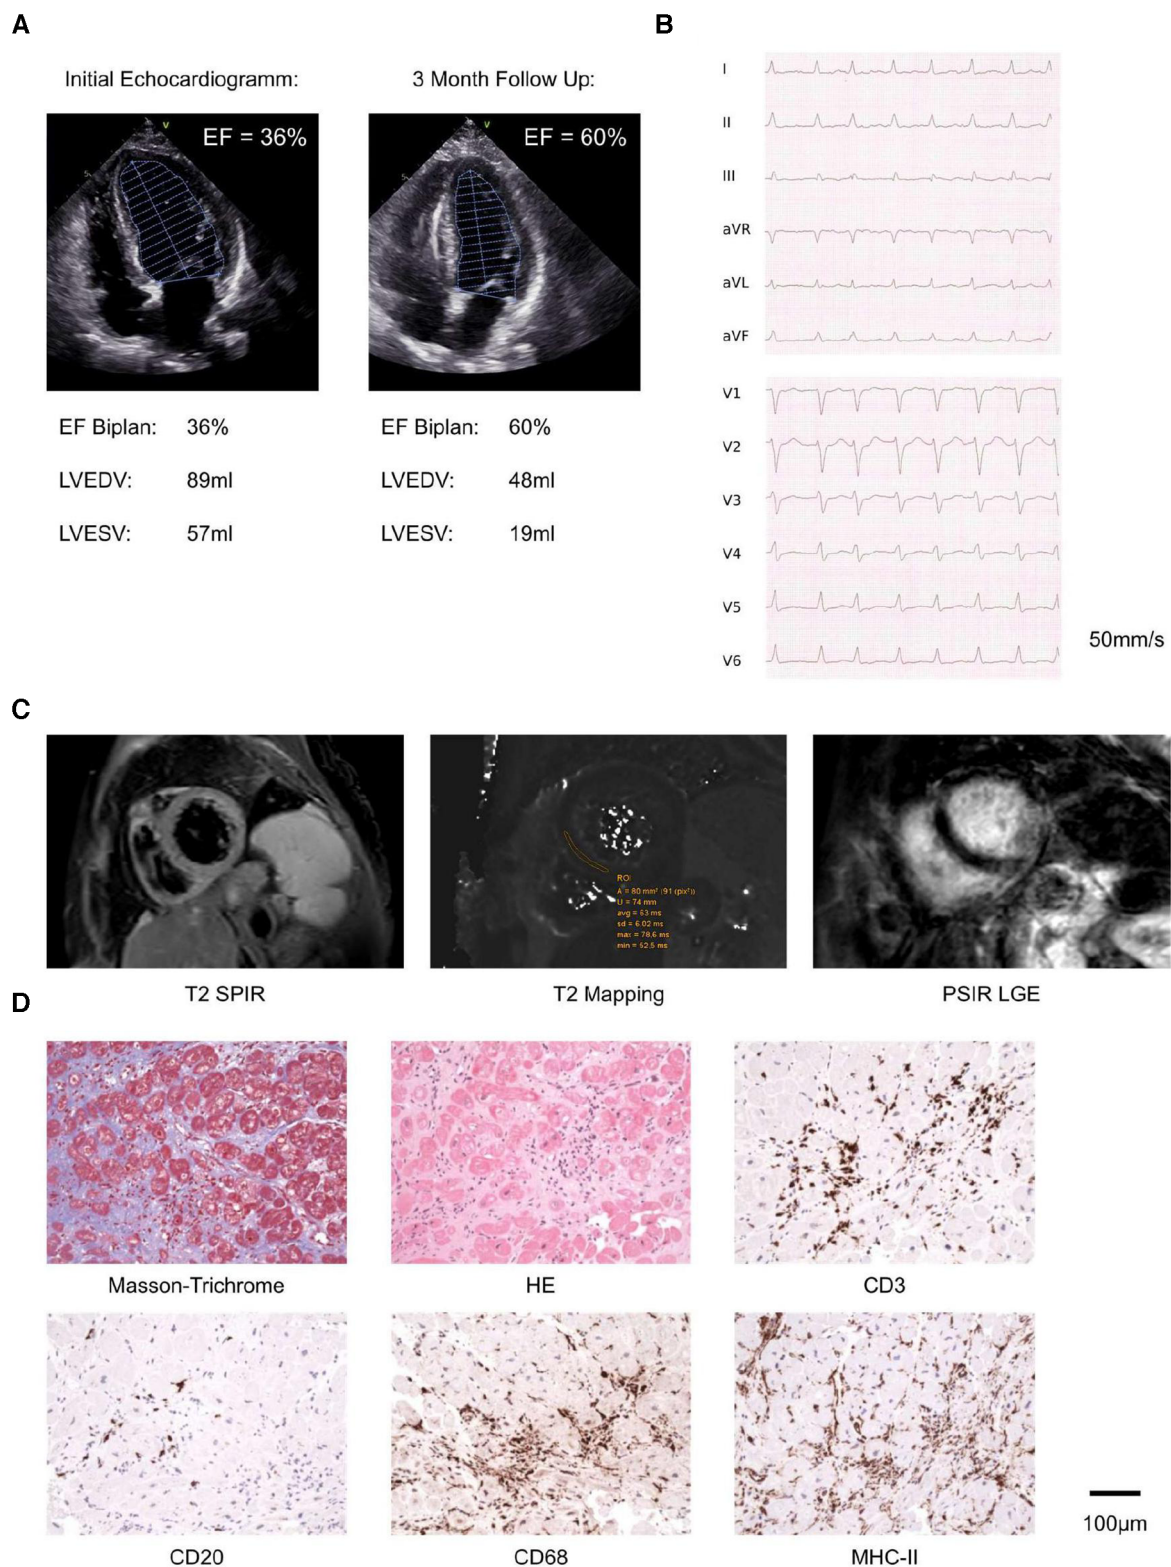 A
Initial Echocardiogramm:
3 Month Follow Up:
EF = 36%
EF = 60%
EF Biplan: 36%
LVEDV: 89ml
LVESV: 57ml
EF Biplan: 60%
LVEDV: 48ml
LVESV: 19ml
B
I
II
III
aVR
aVL
aVF
V1
V2
V3
V4
V5
V6
50mm/s
C
ROI
A = 80 mm² (91 (pix²))
U = 74 mm
avg = 63 ms
sd = 6.02 ms
max = 78.6 ms
min = 52.5 ms
T2 SPIR
T2 Mapping
PSIR LGE
D
Masson-Trichrome
HE
CD3
CD20
CD68
MHC-II
100µm